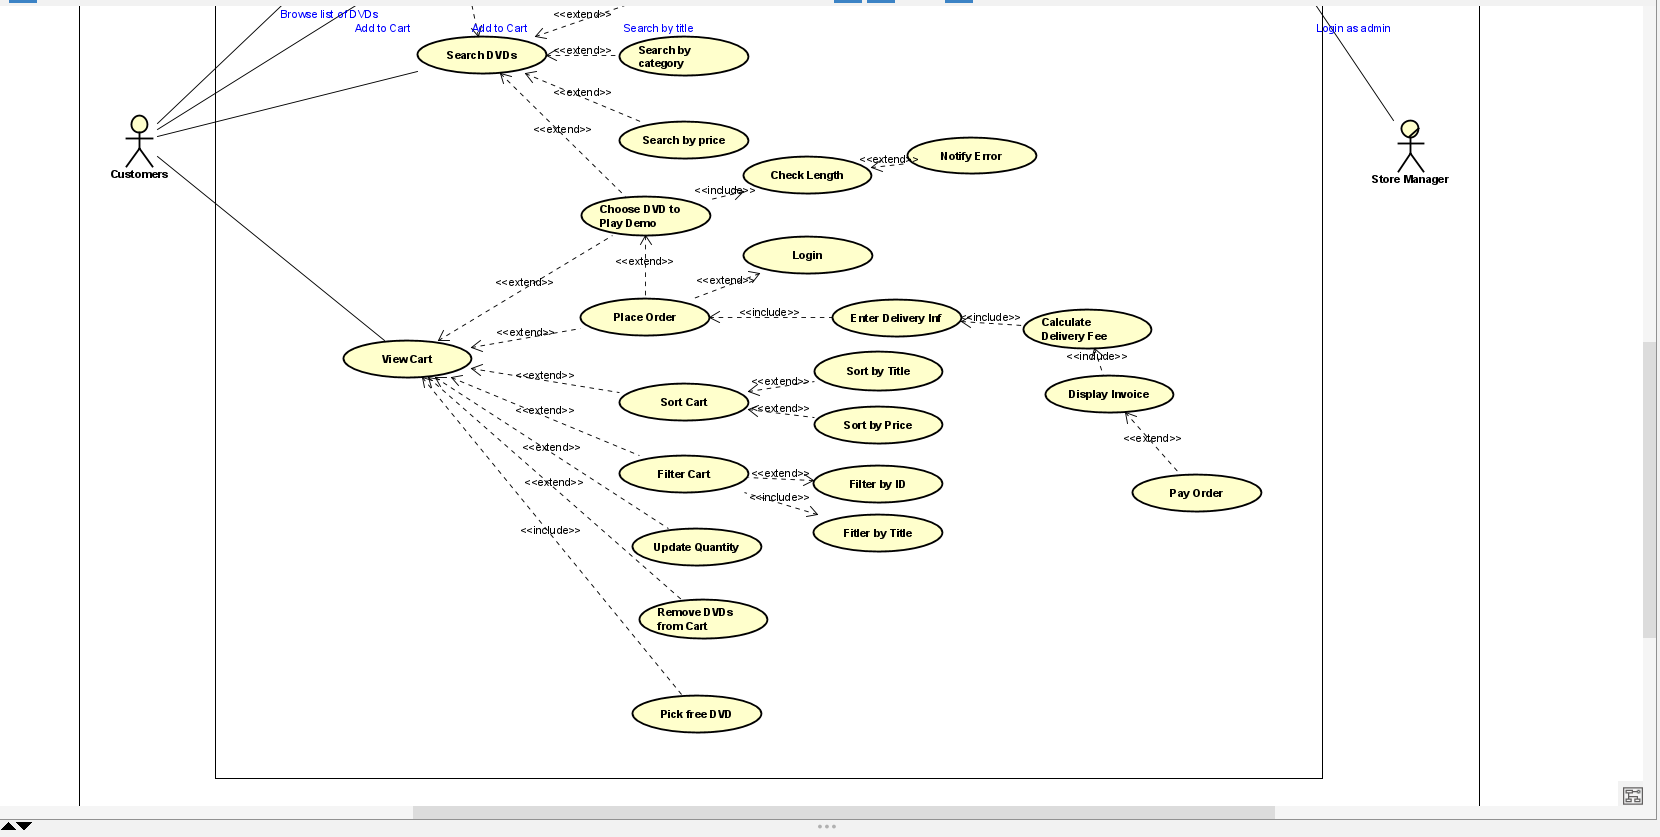 Browse list of DVDs
<<extend>>
Add to Cart
Add to Cart
Search by title
Login as admin
Search DVDs
<<extend>>
Search by
category
<<extend>>
<<extend>>
Search by price
Customers
Store Manager
<<extend>>
Notify Error
Check Length
<<include>>
Choose DVD to
Play Demo
Login
<<extend>>
<<extend>>
<<extend>>
Place Order
<<include>>
Enter Delivery Inf
<<include>>
Calculate
Delivery Fee
<<extend>>
View Cart
<<include>>
<<extend>>
Sort by Title
<<extend>>
Display Invoice
Sort Cart
<<extend>>
<<extend>>
Sort by Price
<<extend>>
<<extend>>
Filter Cart
<<extend>>
Filter by ID
<<extend>>
<<include>>
Pay Order
<<include>>
Fitler by Title
Update Quantity
Remove DVDs
from Cart
Pick free DVD